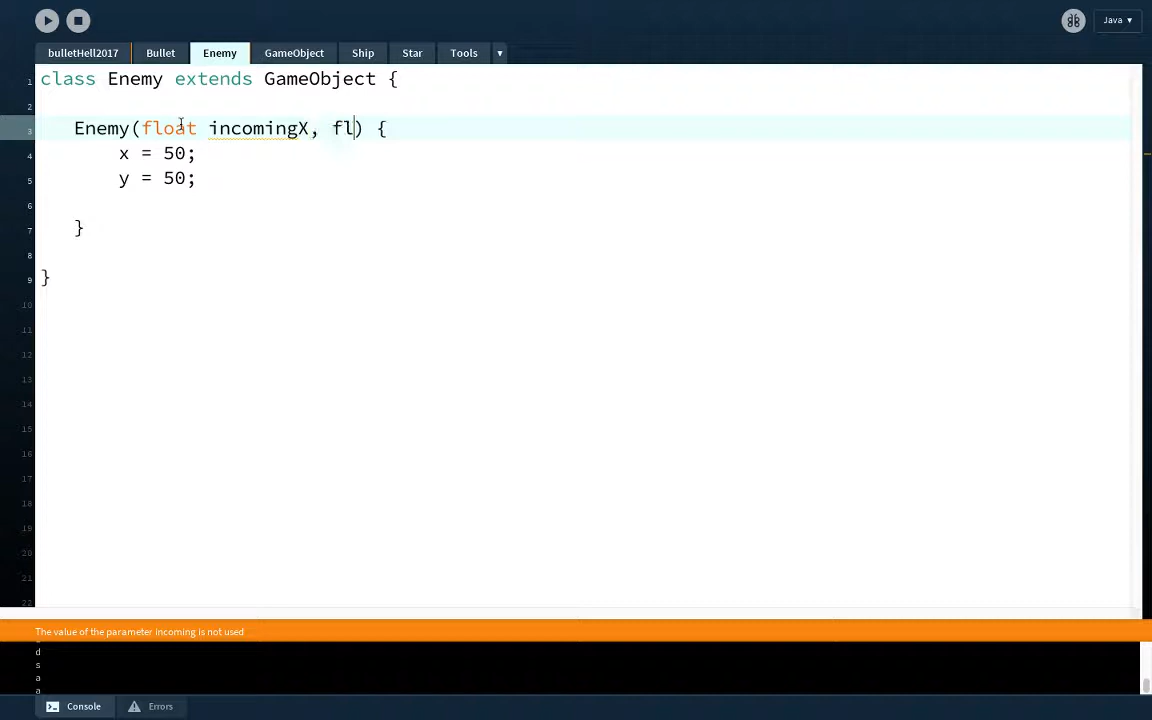 Java ▾
bulletHell2017 Bullet Enemy GameObject Ship Star Tools ▾
1 class Enemy extends GameObject {
2
3 Enemy(float incomingX, fl) {
4 x = 50;
5 y = 50;
6
7 }
8
9 }
10
11
12
13
14
15
16
17
18
19
20
21
22
The value of the parameter incoming is not used
d
s
a
a
Console Errors